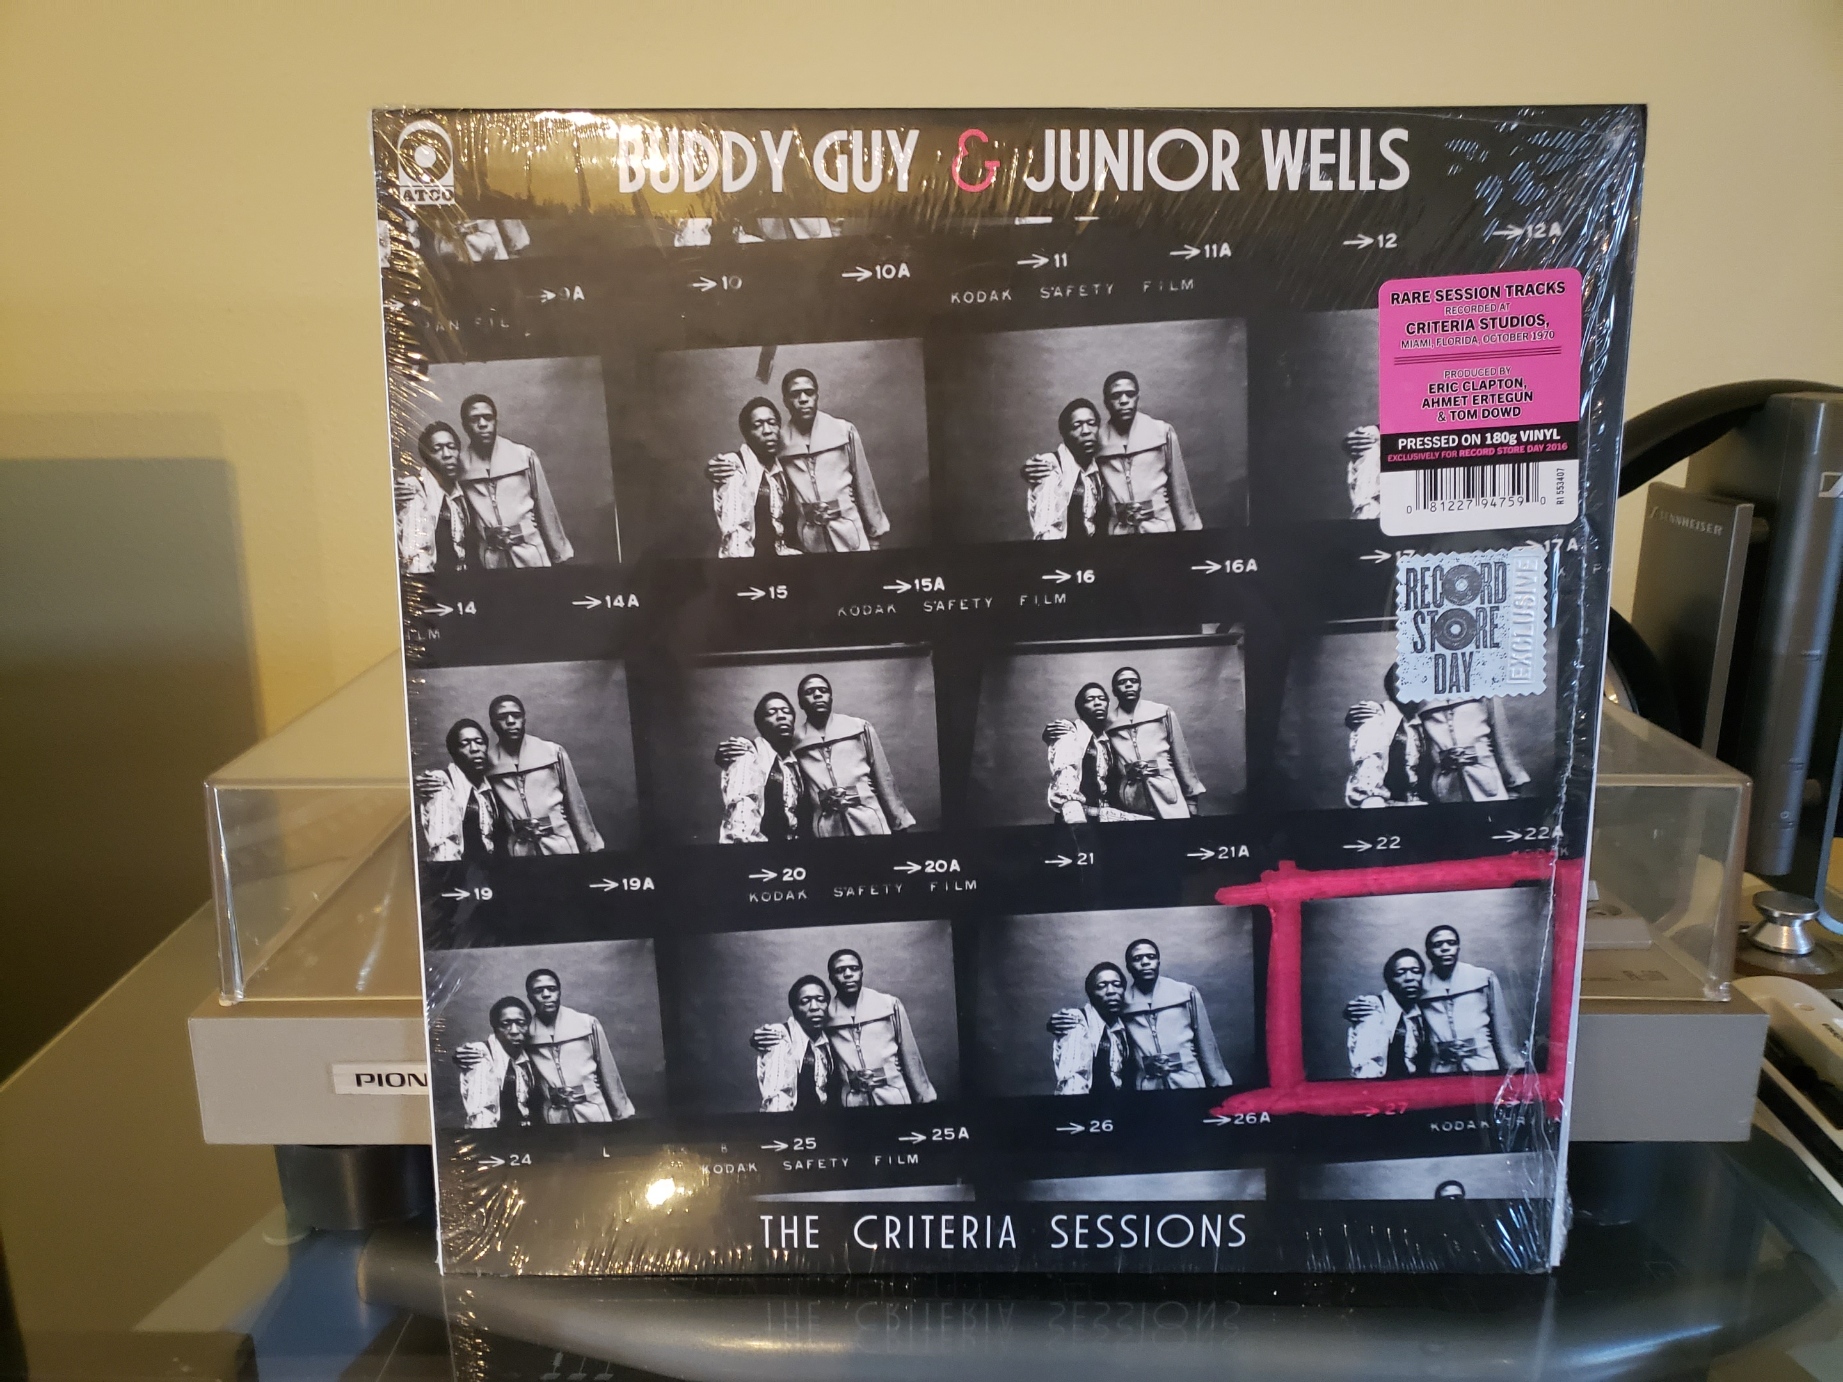 BUDDY GUY & JUNIOR WELLS
ATCO
→9A →10 →10A →11 →11A →12 →12A
KODAK SAFETY FILM
RARE SESSION TRACKS
RECORDED AT
CRITERIA STUDIOS,
MIAMI, FLORIDA, OCTOBER 1970
PRODUCED BY
ERIC CLAPTON,
AHMET ERTEGUN
& TOM DOWD
PRESSED ON 180g VINYL
EXCLUSIVELY FOR RECORD STORE DAY 2016
0 81227 94759 0
R1 553407
SENNHEISER
→14 →14A →15 →15A →16 →16A →17 17A
KODAK SAFETY FILM
RECORD
STORE
DAY
EXCLUSIVE
→19 →19A →20 →20A →21 →21A →22 →22A
KODAK SAFETY FILM
KODAK
PION
→24 →25 →25A →26 →26A →27
KODAK SAFETY FILM
KODAK
THE CRITERIA SESSIONS